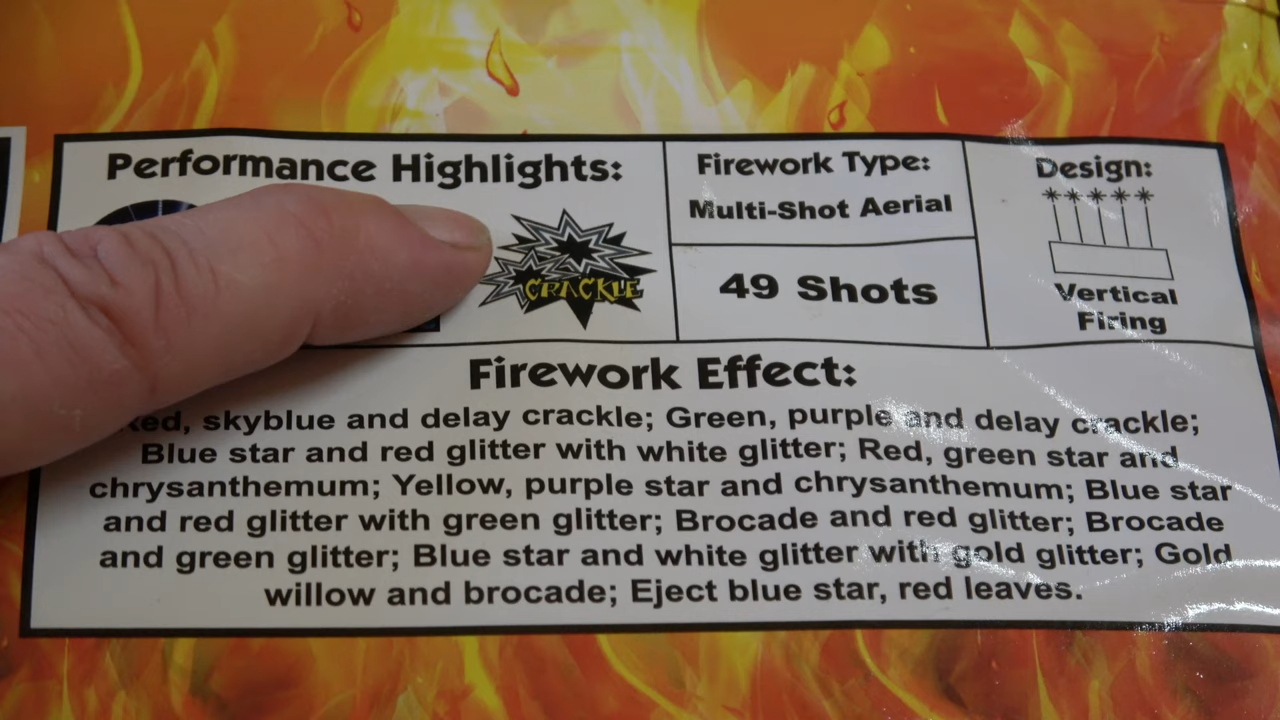 Performance Highlights:
CRACKLE
Firework Type:
Multi-Shot Aerial
49 Shots
Design:
Vertical
Firing
Firework Effect:
Red, skyblue and delay crackle; Green, purple and delay crackle;
Blue star and red glitter with white glitter; Red, green star and
chrysanthemum; Yellow, purple star and chrysanthemum; Blue star
and red glitter with green glitter; Brocade and red glitter; Brocade
and green glitter; Blue star and white glitter with gold glitter; Gold
willow and brocade; Eject blue star, red leaves.